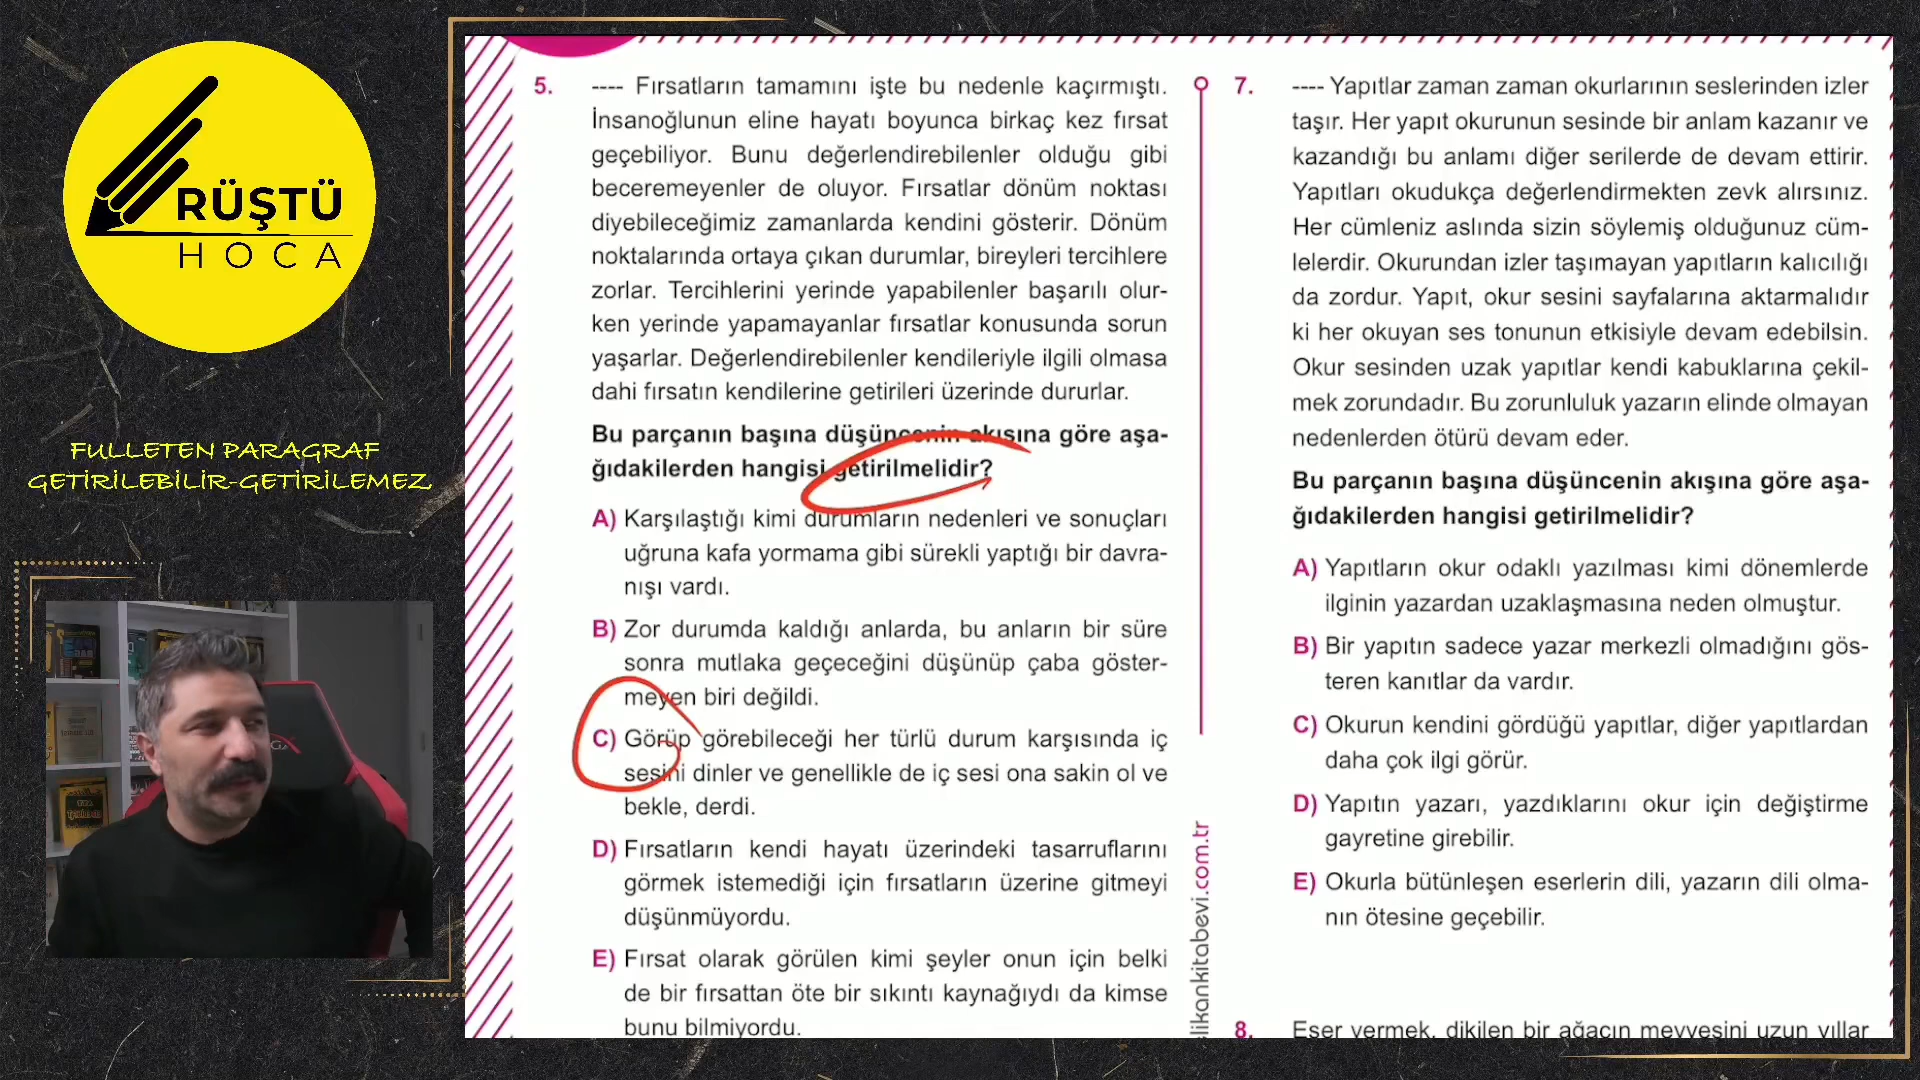 RÜŞTÜ
HOCA
FULLETEN PARAGRAF
GETİRİLEBİLİR-GETİRİLEMEZ.
5. ---- Fırsatların tamamını işte bu nedenle kaçırmıştı.
İnsanoğlunun eline hayatı boyunca birkaç kez fırsat
geçebiliyor. Bunu değerlendirebilenler olduğu gibi
beceremeyenler de oluyor. Fırsatlar dönüm noktası
diyebileceğimiz zamanlarda kendini gösterir. Dönüm
noktalarında ortaya çıkan durumlar, bireyleri tercihlere
zorlar. Tercihlerini yerinde yapabilenler başarılı olur-
ken yerinde yapamayanlar fırsatlar konusunda sorun
yaşarlar. Değerlendirebilenler kendileriyle ilgili olmasa
dahi fırsatın kendilerine getirileri üzerinde dururlar.
Bu parçanın başına düşüncenin akışına göre aşa-
ğıdakilerden hangisi getirilmelidir?
A) Karşılaştığı kimi durumların nedenleri ve sonuçları
uğruna kafa yormama gibi sürekli yaptığı bir davra-
nışı vardı.
B) Zor durumda kaldığı anlarda, bu anların bir süre
sonra mutlaka geçeceğini düşünüp çaba göster-
meyen biri değildi.
C) Görüp görebileceği her türlü durum karşısında iç
sesini dinler ve genellikle de iç sesi ona sakin ol ve
bekle, derdi.
D) Fırsatların kendi hayatı üzerindeki tasarruflarını
görmek istemediği için fırsatların üzerine gitmeyi
düşünmüyordu.
E) Fırsat olarak görülen kimi şeyler onun için belki
de bir fırsattan öte bir sıkıntı kaynağıydı da kimse
bunu bilmiyordu.
likankitabevi.com.tr
7. ---- Yapıtlar zaman zaman okurlarının seslerinden izler
taşır. Her yapıt okurunun sesinde bir anlam kazanır ve
kazandığı bu anlamı diğer serilerde de devam ettirir.
Yapıtları okudukça değerlendirmekten zevk alırsınız.
Her cümleniz aslında sizin söylemiş olduğunuz cüm-
lelerdir. Okurundan izler taşımayan yapıtların kalıcılığı
da zordur. Yapıt, okur sesini sayfalarına aktarmalıdır
ki her okuyan ses tonunun etkisiyle devam edebilsin.
Okur sesinden uzak yapıtlar kendi kabuklarına çekil-
mek zorundadır. Bu zorunluluk yazarın elinde olmayan
nedenlerden ötürü devam eder.
Bu parçanın başına düşüncenin akışına göre aşa-
ğıdakilerden hangisi getirilmelidir?
A) Yapıtların okur odaklı yazılması kimi dönemlerde
ilginin yazardan uzaklaşmasına neden olmuştur.
B) Bir yapıtın sadece yazar merkezli olmadığını gös-
teren kanıtlar da vardır.
C) Okurun kendini gördüğü yapıtlar, diğer yapıtlardan
daha çok ilgi görür.
D) Yapıtın yazarı, yazdıklarını okur için değiştirme
gayretine girebilir.
E) Okurla bütünleşen eserlerin dili, yazarın dili olma-
nın ötesine geçebilir.
8. Eser vermek, dikilen bir ağacın meyvesini uzun yıllar